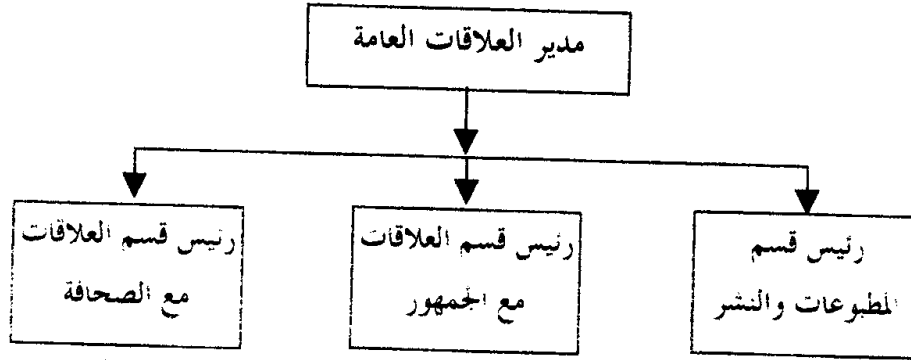 مدير العلاقات العامة
رئيس قسم
المطبوعات والنشر
رئيس قسم العلاقات
مع الجمهور
رئيس قسم العلاقات
مع الصحافة